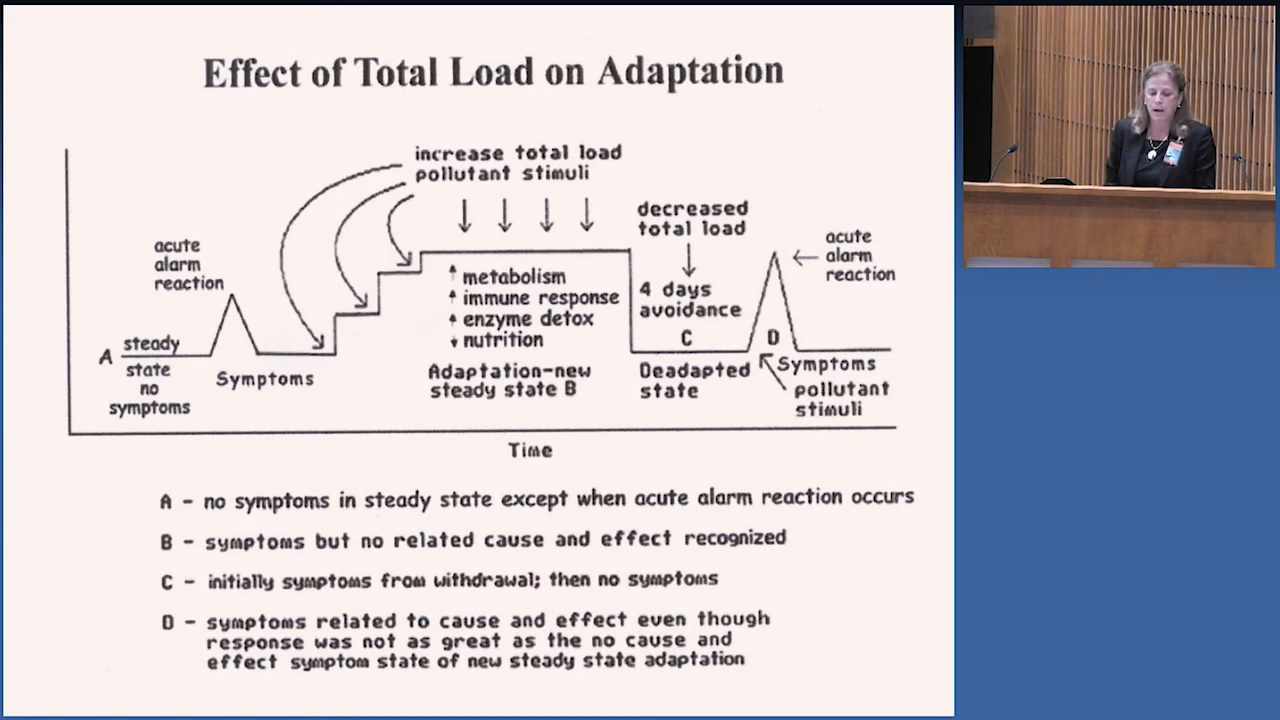 Effect of Total Load on Adaptation
increase total load
pollutant stimuli
decreased
total load
acute
alarm
reaction
acute
alarm
reaction
↑ metabolism
↑ immune response
↑ enzyme detox
↓ nutrition
4 days
avoidance
C
D
A
steady
state
no
symptoms
Symptoms
Adaptation-new
steady state B
Deadapted
state
Symptoms
pollutant
stimuli
Time
A - no symptoms in steady state except when acute alarm reaction occurs
B - symptoms but no related cause and effect recognized
C - initially symptoms from withdrawal; then no symptoms
D - symptoms related to cause and effect even though
response was not as great as the no cause and
effect symptom state of new steady state adaptation